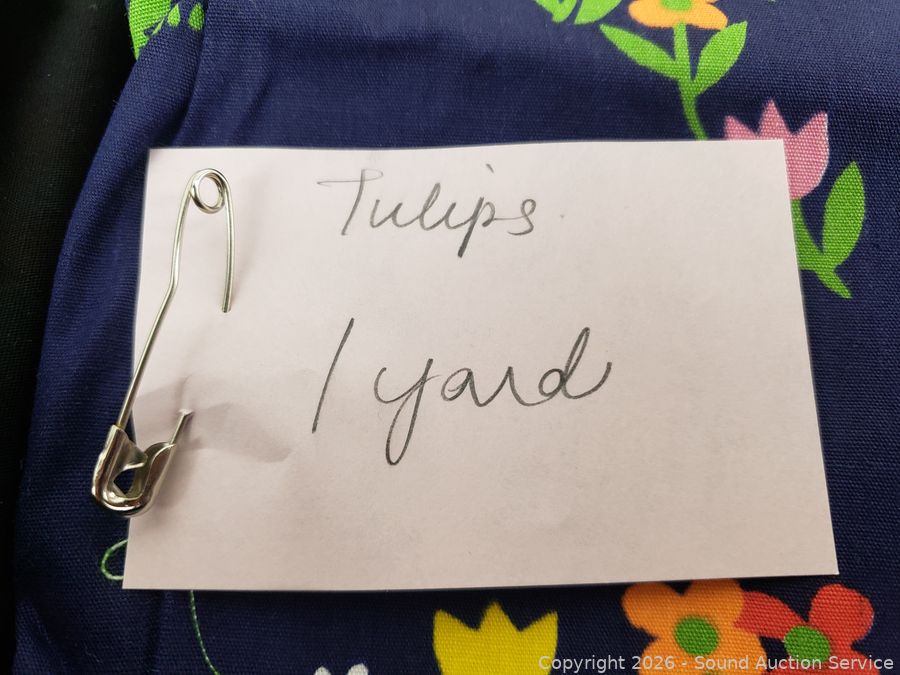 Tulips
1 yard
Copyright 2026 - Sound Auction Service